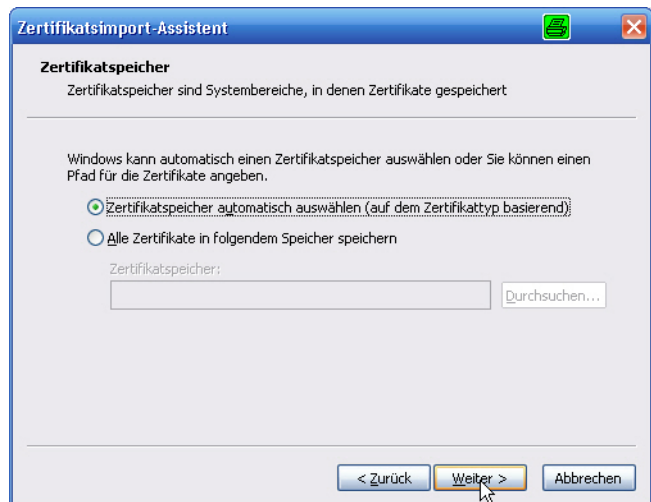 Zertifikatsimport-Assistent
Zertifikatspeicher
Zertifikatspeicher sind Systembereiche, in denen Zertifikate gespeichert
Windows kann automatisch einen Zertifikatspeicher auswählen oder Sie können einen
Pfad für die Zertifikate angeben.
Zertifikatspeicher automatisch auswählen (auf dem Zertifikattyp basierend)
Alle Zertifikate in folgendem Speicher speichern
Zertifikatspeicher:
Durchsuchen...
< Zurück Weiter > Abbrechen